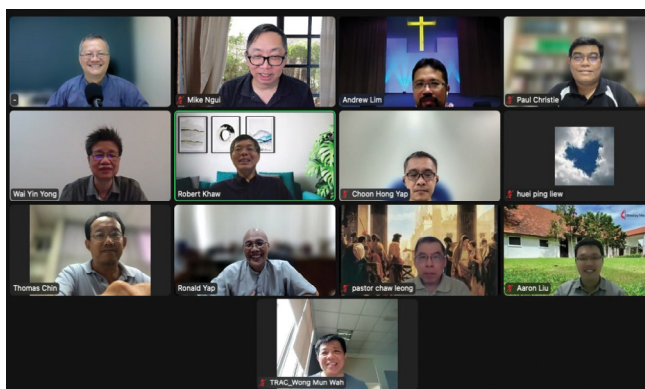 Mike Ngui
Andrew Lim
Paul Christie
Wai Yin Yong
Robert Khaw
Choon Hong Yap
huei ping liew
Thomas Chin
Ronald Yap
pastor chaw leong
Aaron Liu
TRAC_Wong Mun Wah